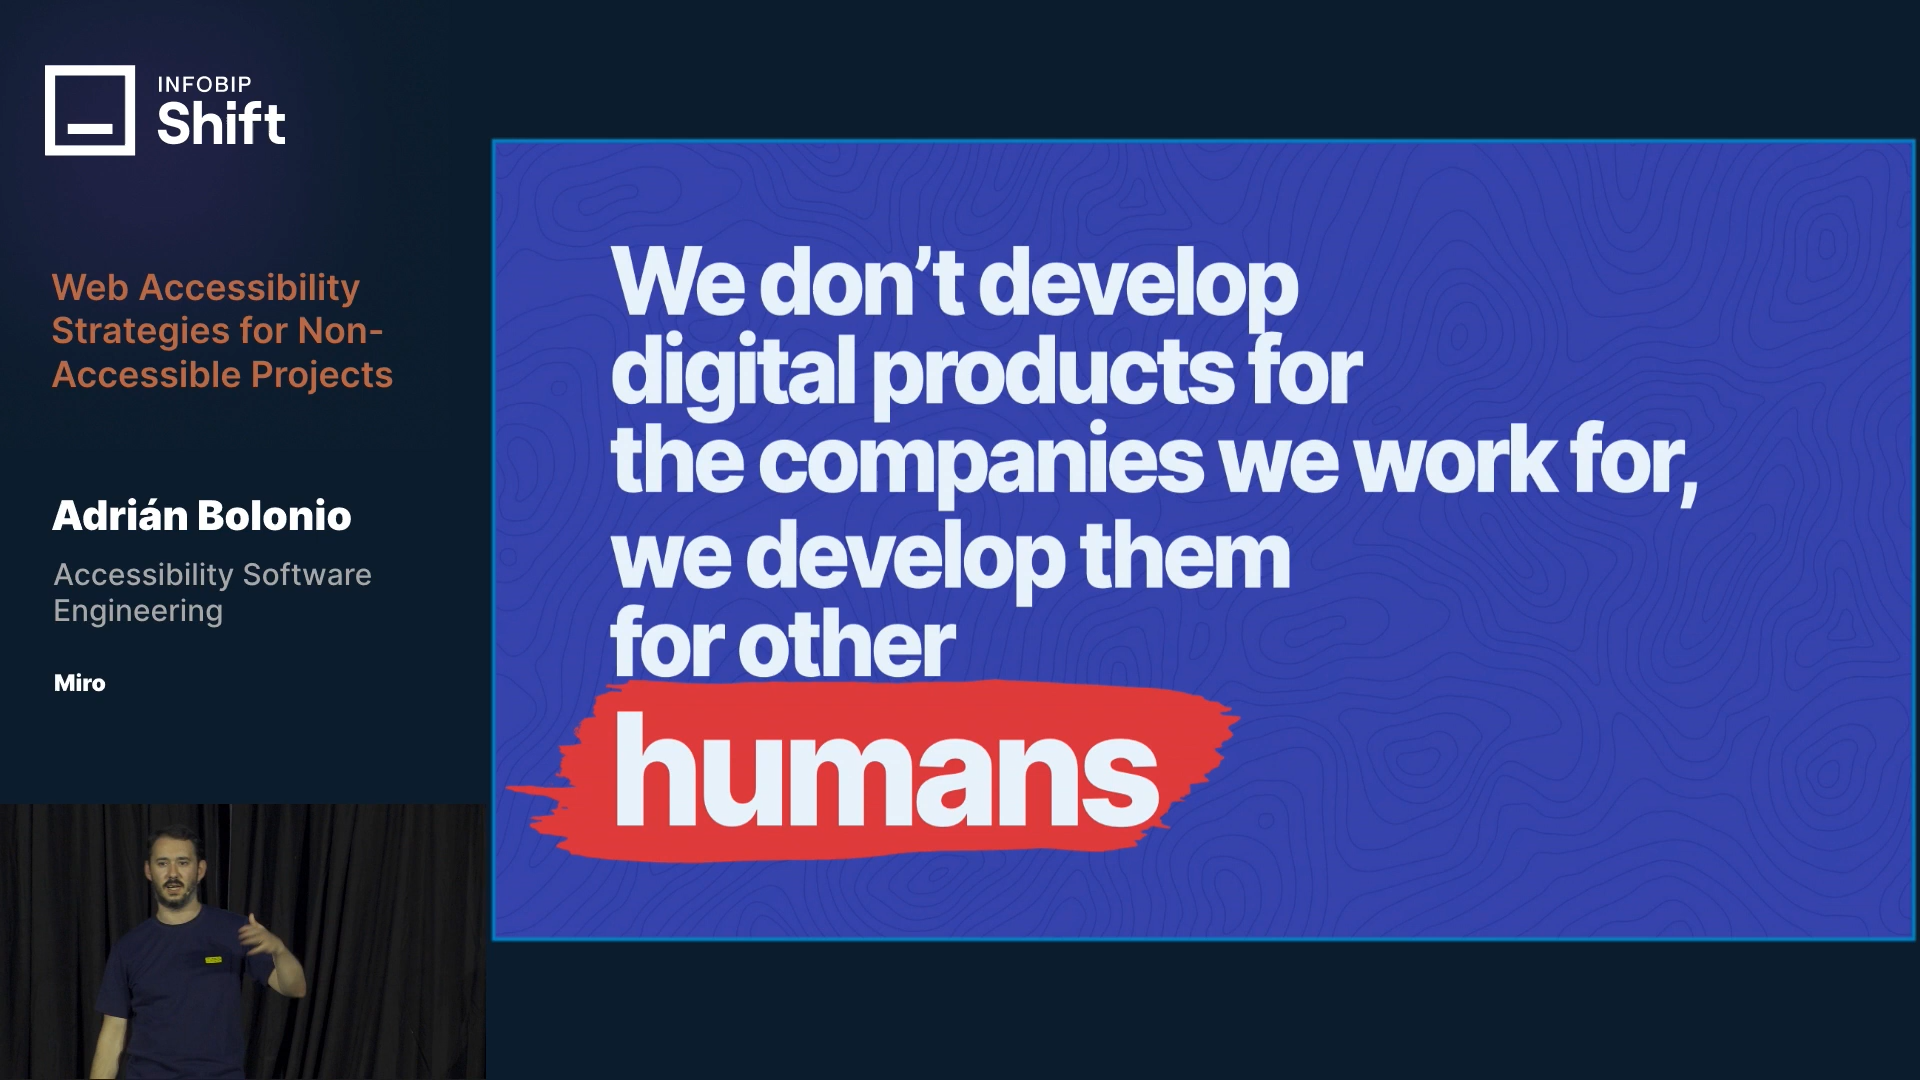 INFOBIP
Shift
Web Accessibility
Strategies for Non-
Accessible Projects
Adrián Bolonio
Accessibility Software
Engineering
Miro
We don’t develop
digital products for
the companies we work for,
we develop them
for other
humans